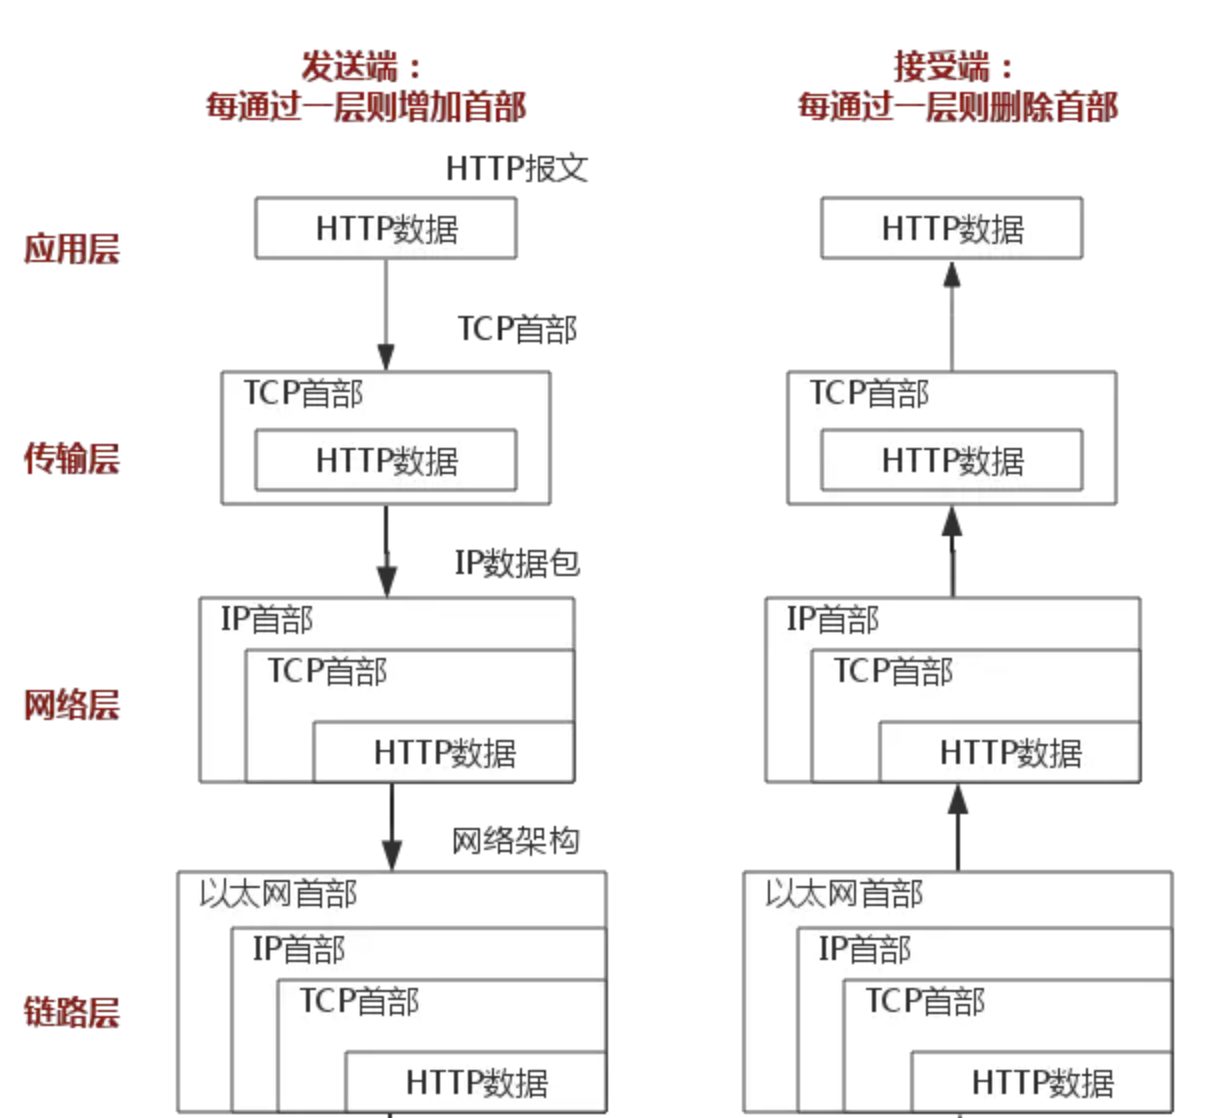 发送端：
每通过一层则增加首部
接受端：
每通过一层则删除首部
HTTP报文
应用层
HTTP数据
HTTP数据
TCP首部
TCP首部
TCP首部
传输层
HTTP数据
HTTP数据
IP数据包
IP首部
IP首部
TCP首部
TCP首部
网络层
HTTP数据
HTTP数据
网络架构
以太网首部
以太网首部
IP首部
IP首部
链路层
TCP首部
TCP首部
HTTP数据
HTTP数据